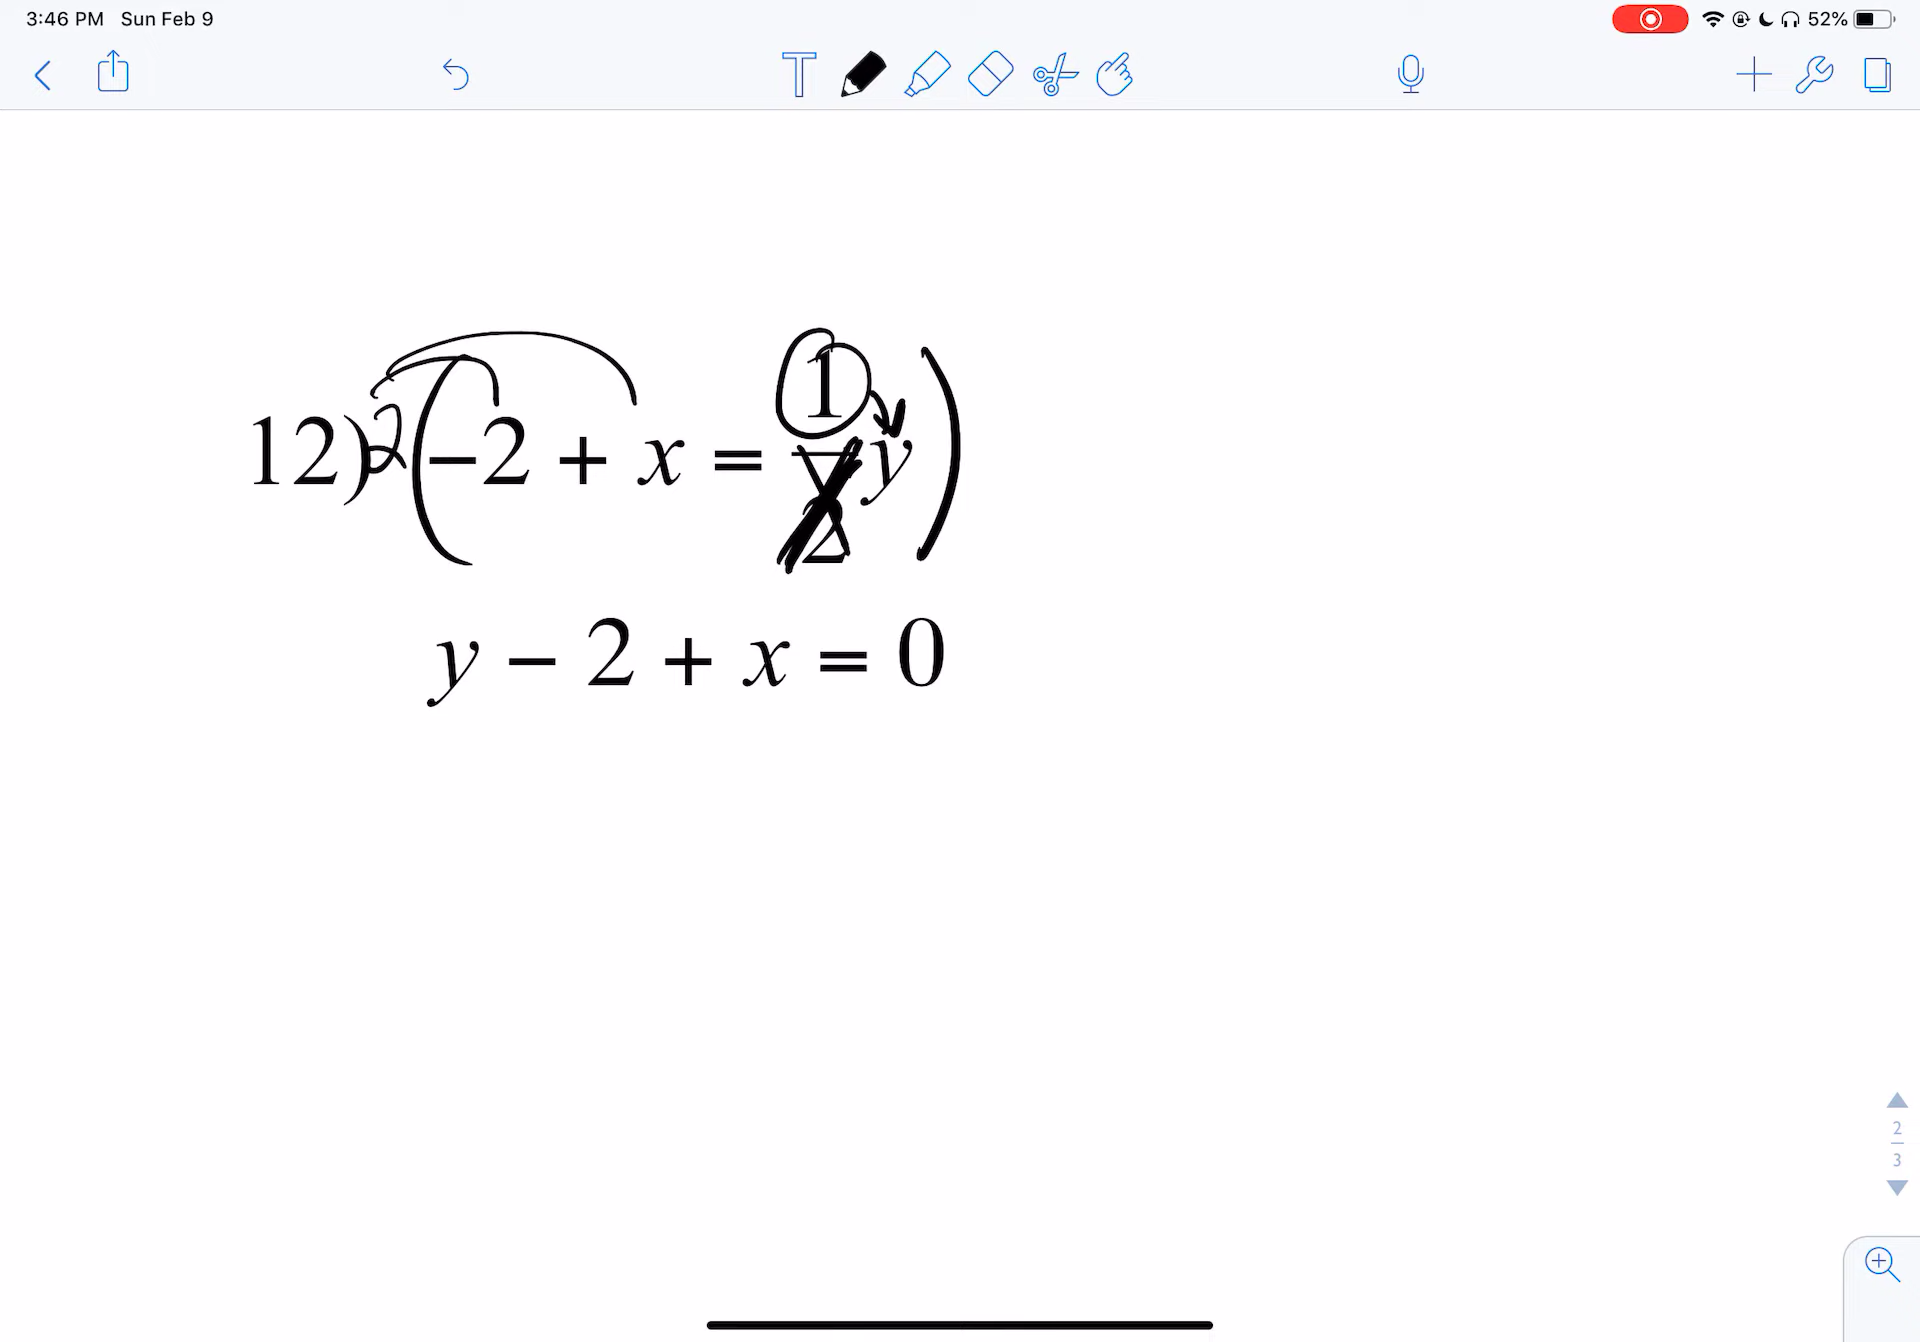 3:46 PM Sun Feb 9 52%
T
12) 2(−2 + x = 1/2 y)
y − 2 + x = 0
2
3